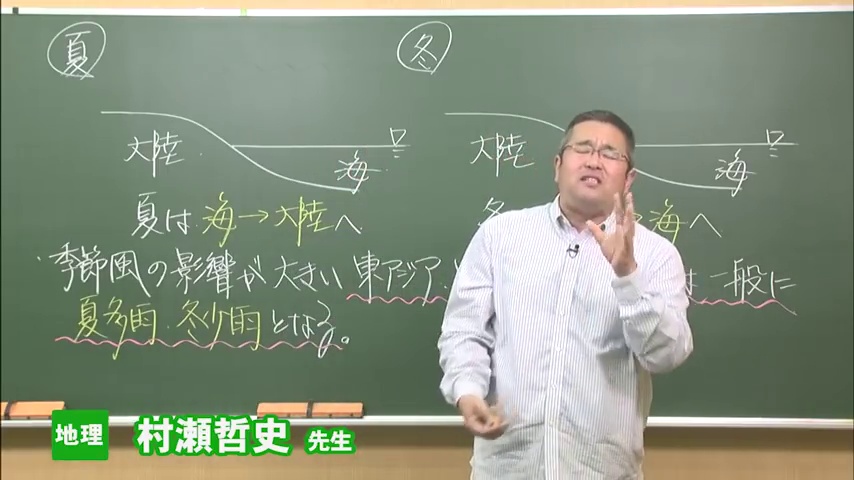 夏
冬
大陸
海
大陸
海
夏は 海→大陸へ
冬 海へ
・季節風の影響が大きい東アジア は一般に
夏多雨・冬少雨となる。
地理 村瀬哲史 先生